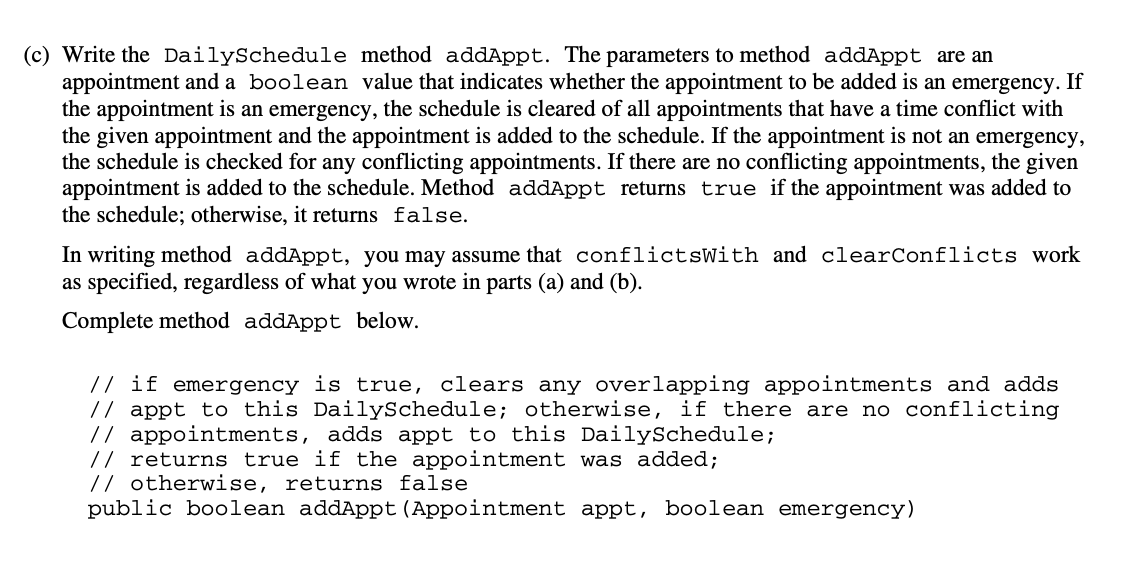 (c) Write the DailySchedule method addAppt. The parameters to method addAppt are an
appointment and a boolean value that indicates whether the appointment to be added is an emergency. If
the appointment is an emergency, the schedule is cleared of all appointments that have a time conflict with
the given appointment and the appointment is added to the schedule. If the appointment is not an emergency,
the schedule is checked for any conflicting appointments. If there are no conflicting appointments, the given
appointment is added to the schedule. Method addAppt returns true if the appointment was added to
the schedule; otherwise, it returns false.
In writing method addAppt, you may assume that conflictsWith and clearConflicts work
as specified, regardless of what you wrote in parts (a) and (b).
Complete method addAppt below.
// if emergency is true, clears any overlapping appointments and adds
// appt to this DailySchedule; otherwise, if there are no conflicting
// appointments, adds appt to this DailySchedule;
// returns true if the appointment was added;
// otherwise, returns false
public boolean addAppt(Appointment appt, boolean emergency)